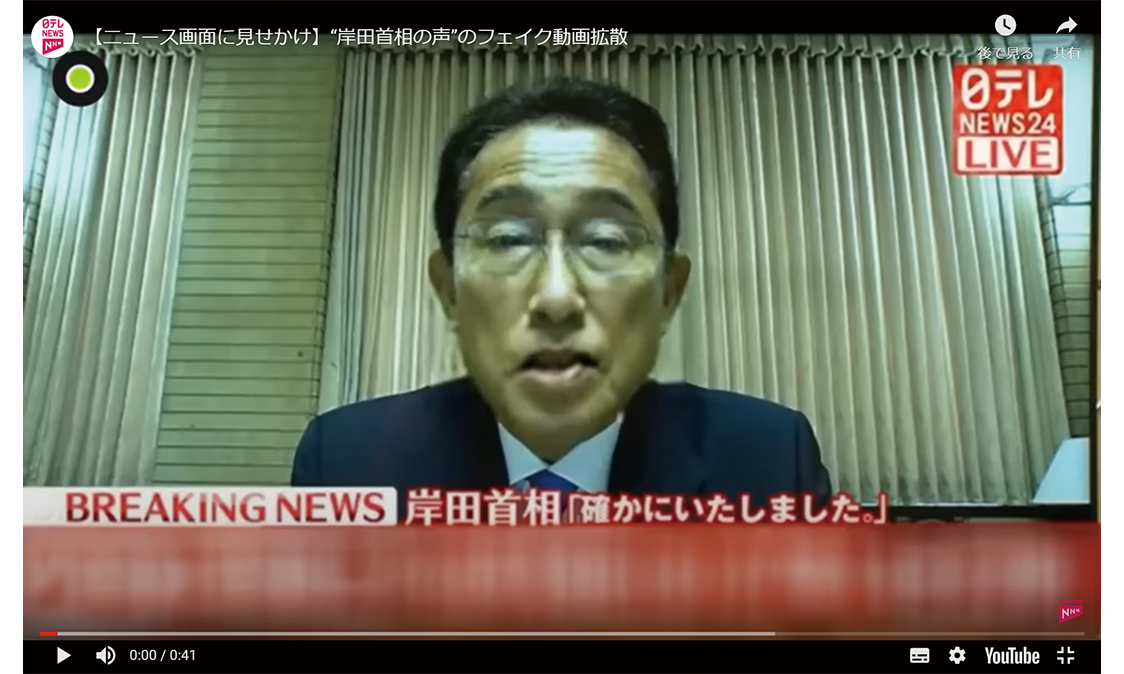 日テレ
NEWS
NNN
【ニュース画面に見せかけ】“岸田首相の声”のフェイク動画拡散
後で見る
共有
日テレ
NEWS24
LIVE
BREAKING NEWS 岸田首相「確かにいたしました。」
NNN
0:00 / 0:41
YouTube